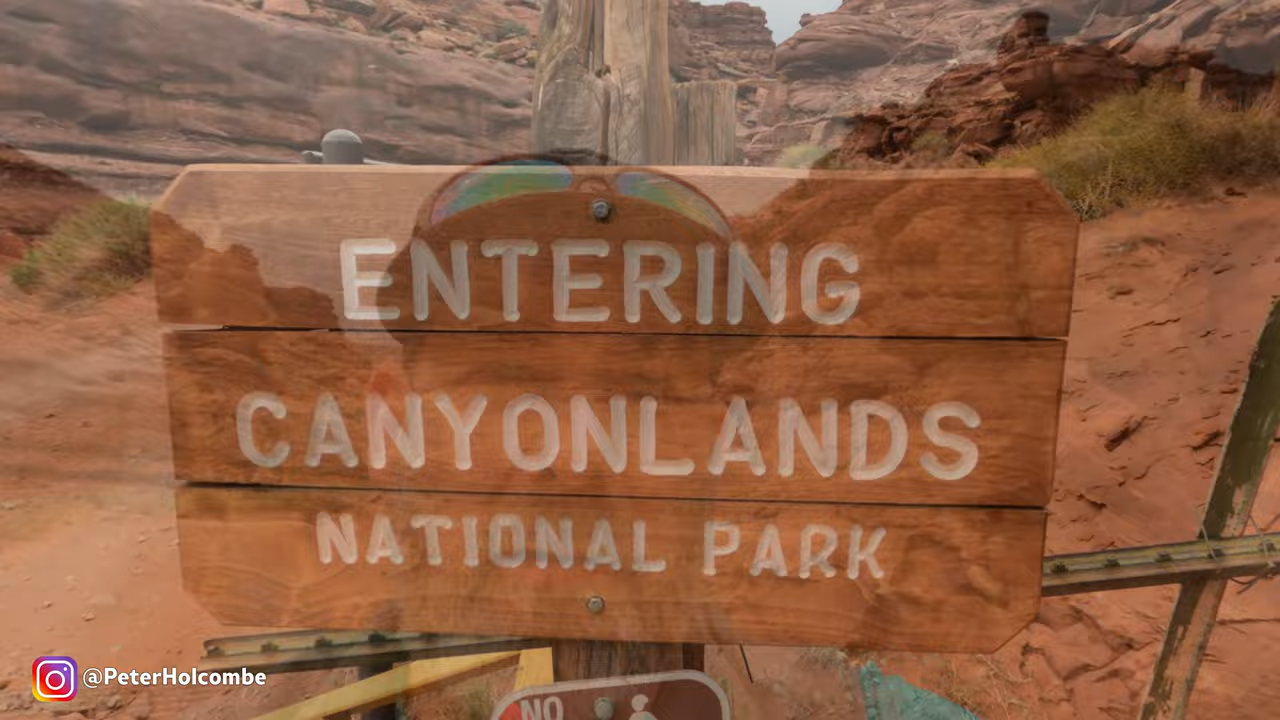 ENTERING
CANYONLANDS
NATIONAL PARK
NO
@PeterHolcombe